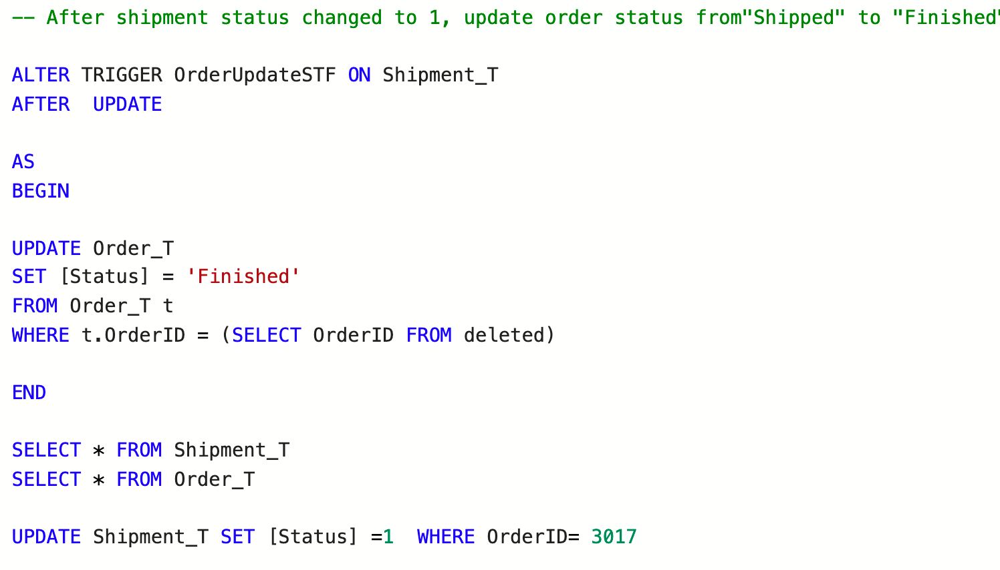 -- After shipment status changed to 1, update order status from"Shipped" to "Finished"
ALTER TRIGGER OrderUpdateSTF ON Shipment_T
AFTER  UPDATE
AS
BEGIN
UPDATE Order_T
SET [Status] = 'Finished'
FROM Order_T t
WHERE t.OrderID = (SELECT OrderID FROM deleted)
END
SELECT * FROM Shipment_T
SELECT * FROM Order_T
UPDATE Shipment_T SET [Status] =1  WHERE OrderID= 3017